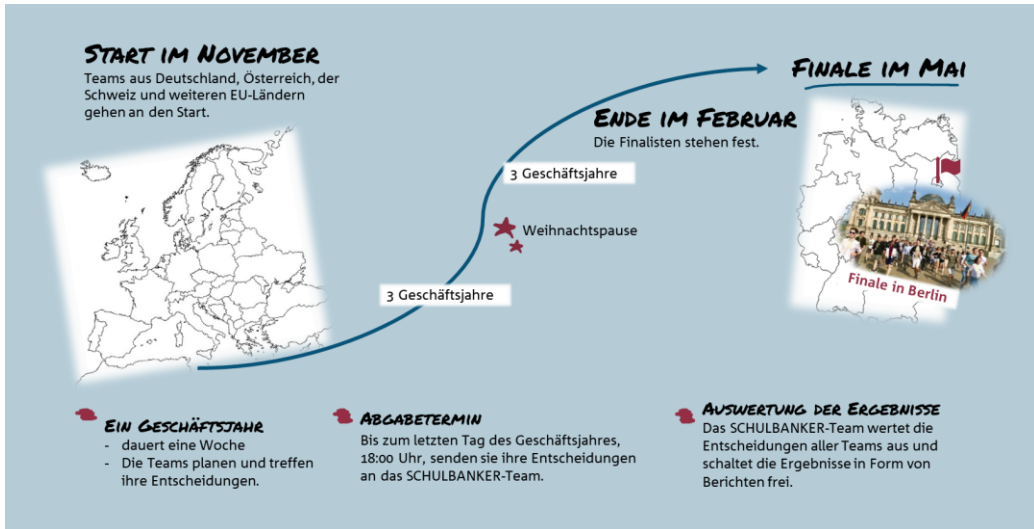 START IM NOVEMBER
Teams aus Deutschland, Österreich, der
Schweiz und weiteren EU-Ländern
gehen an den Start.
FINALE IM MAI
ENDE IM FEBRUAR
Die Finalisten stehen fest.
3 Geschäftsjahre
Weihnachtspause
3 Geschäftsjahre
Finale in Berlin
EIN GESCHÄFTSJAHR
- dauert eine Woche
- Die Teams planen und treffen
ihre Entscheidungen.
ABGABETERMIN
Bis zum letzten Tag des Geschäftsjahres,
18:00 Uhr, senden sie ihre Entscheidungen
an das SCHULBANKER-Team.
AUSWERTUNG DER ERGEBNISSE
Das SCHULBANKER-Team wertet die
Entscheidungen aller Teams aus und
schaltet die Ergebnisse in Form von
Berichten frei.